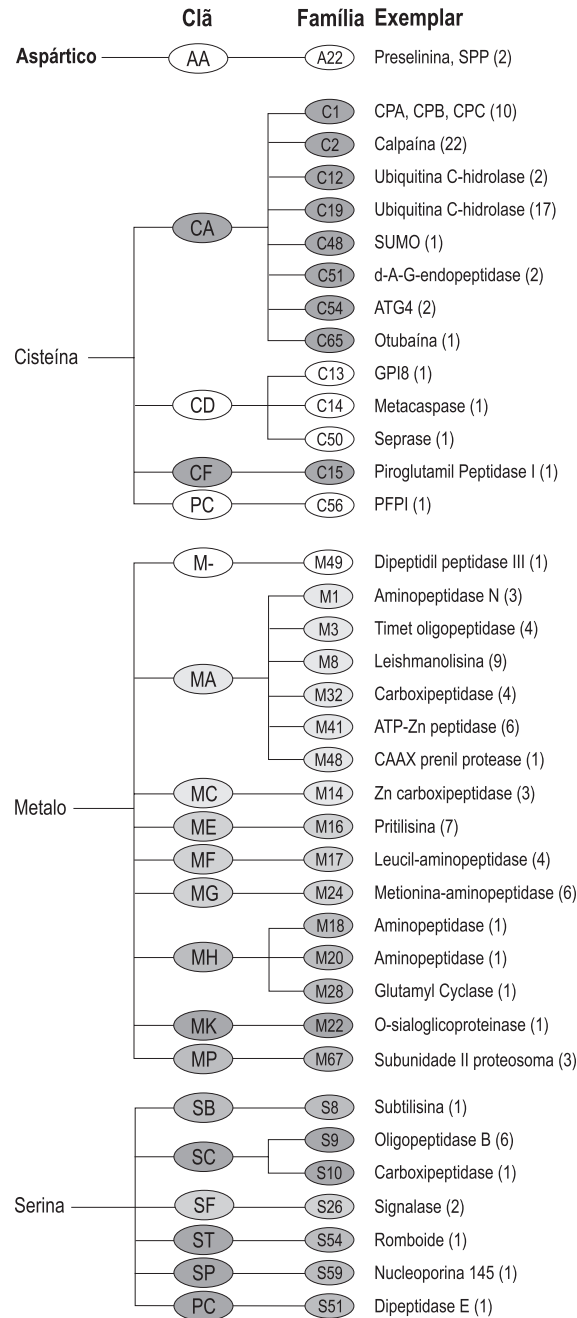 Clã Família Exemplar
Aspártico AA A22 Preselinina, SPP (2)
C1 CPA, CPB, CPC (10)
C2 Calpaína (22)
C12 Ubiquitina C-hidrolase (2)
C19 Ubiquitina C-hidrolase (17)
CA
C48 SUMO (1)
C51 d-A-G-endopeptidase (2)
C54 ATG4 (2)
C65 Otubaína (1)
Cisteína
C13 GPI8 (1)
CD C14 Metacaspase (1)
C50 Seprase (1)
CF C15 Piroglutamil Peptidase I (1)
PC C56 PFPI (1)
M- M49 Dipeptidil peptidase III (1)
M1 Aminopeptidase N (3)
M3 Timet oligopeptidase (4)
M8 Leishmanolisina (9)
MA
M32 Carboxipeptidase (4)
M41 ATP-Zn peptidase (6)
M48 CAAX prenil protease (1)
MC M14 Zn carboxipeptidase (3)
Metalo
ME M16 Pritilisina (7)
MF M17 Leucil-aminopeptidase (4)
MG M24 Metionina-aminopeptidase (6)
M18 Aminopeptidase (1)
MH M20 Aminopeptidase (1)
M28 Glutamyl Cyclase (1)
MK M22 O-sialoglicoproteinase (1)
MP M67 Subunidade II proteosoma (3)
SB S8 Subtilisina (1)
S9 Oligopeptidase B (6)
SC
S10 Carboxipeptidase (1)
Serina SF S26 Signalase (2)
ST S54 Romboide (1)
SP S59 Nucleoporina 145 (1)
PC S51 Dipeptidase E (1)